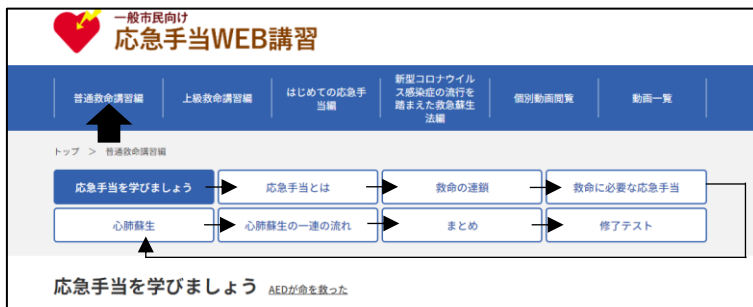 一般市民向け
応急手当WEB講習
普通救命講習編
上級救命講習編
はじめての応急手
当編
新型コロナウイル
ス感染症の流行を
踏まえた救急蘇生
法編
個別動画閲覧
動画一覧
トップ > 普通救命講習編
応急手当を学びましょう
応急手当とは
救命の連鎖
救命に必要な応急手当
心肺蘇生
心肺蘇生の一連の流れ
まとめ
修了テスト
応急手当を学びましょう AEDが命を救った